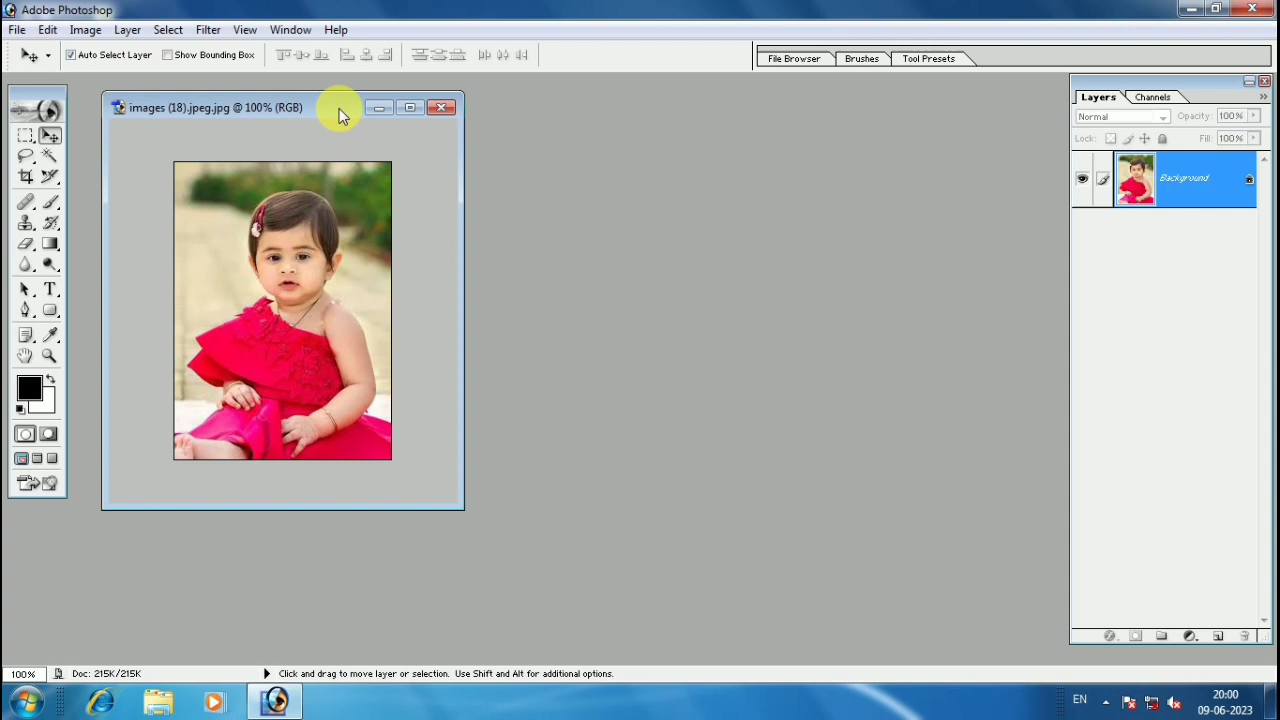 Adobe Photoshop
File Edit Image Layer Select Filter View Window Help
Auto Select Layer Show Bounding Box File Browser Brushes Tool Presets
images (18).jpeg.jpg @ 100% (RGB)
Layers Channels
Normal Opacity: 100%
Lock: Fill: 100%
Background
T
100% Doc: 215K/215K Click and drag to move layer or selection. Use Shift and Alt for additional options.
EN 20:00
09-06-2023